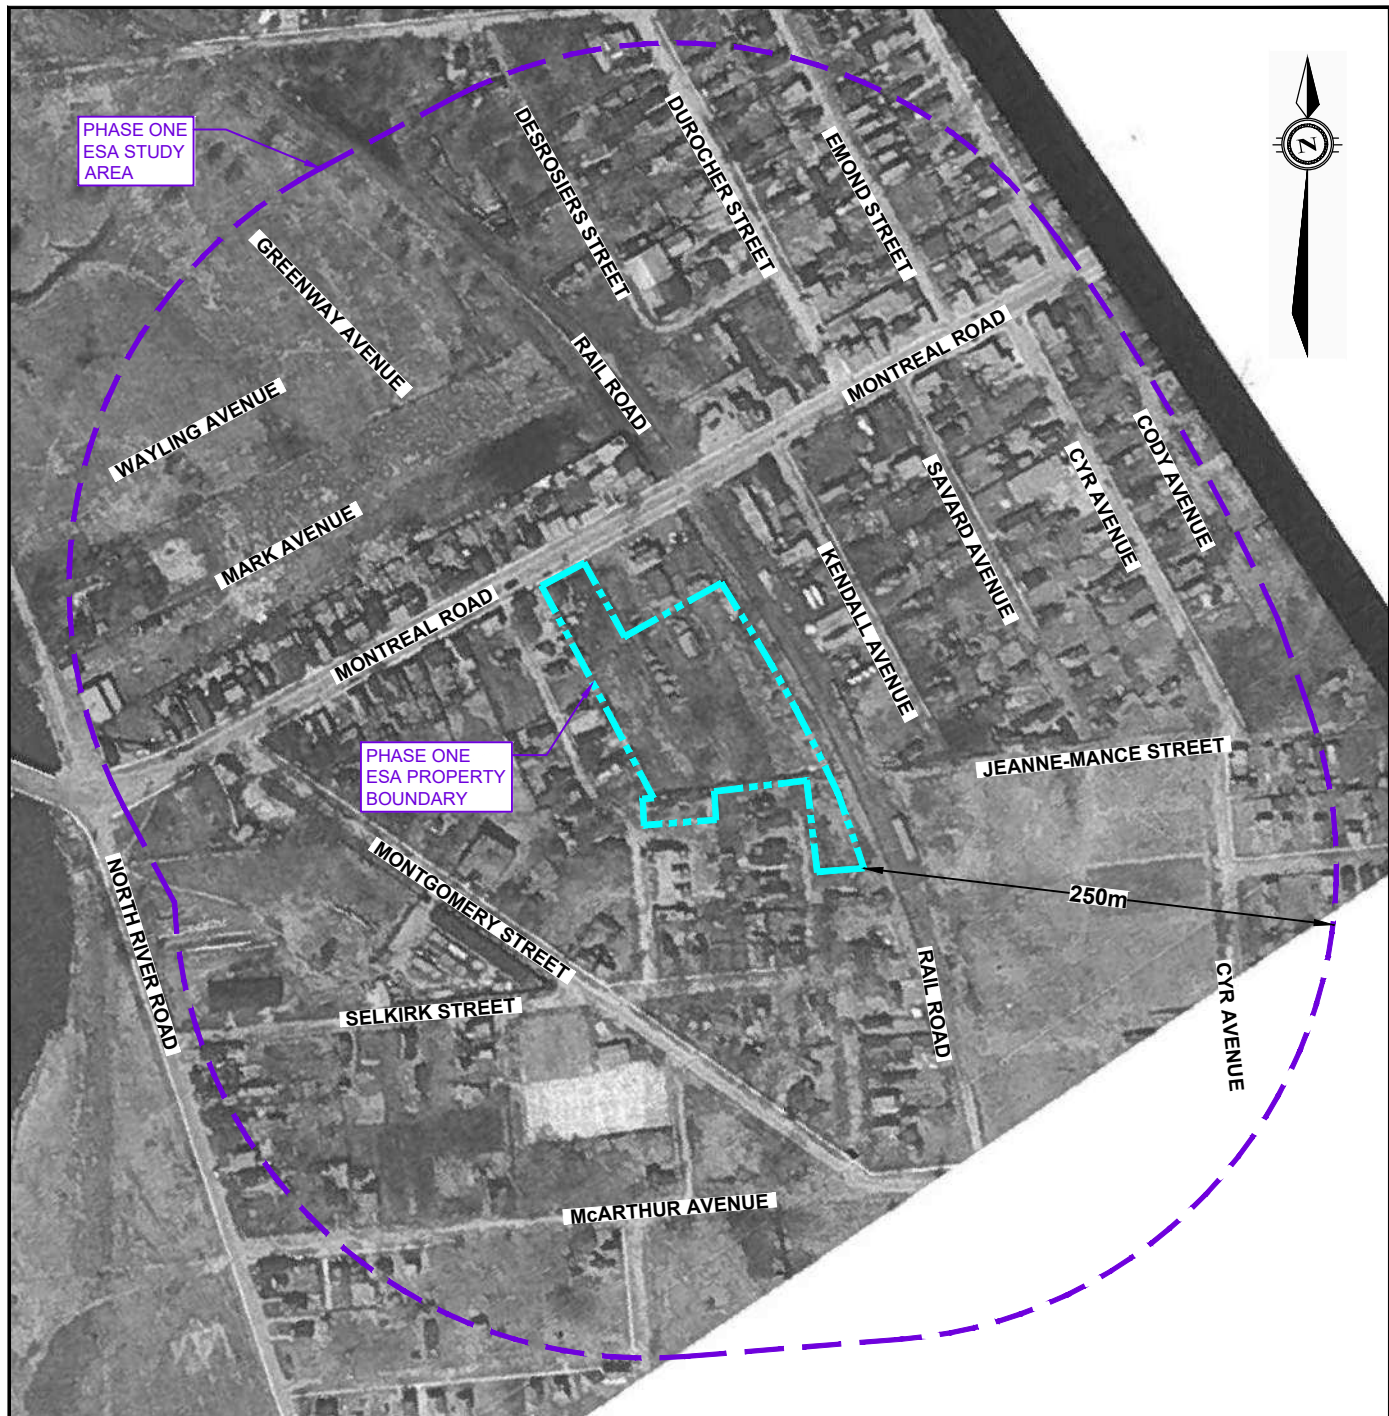 PHASE ONE
ESA STUDY
AREA
DESROSIERS STREET
DUROCHER STREET
EMOND STREET
N
GREENWAY AVENUE
RAIL ROAD
MONTREAL ROAD
WAYLING AVENUE
MARK AVENUE
SAVARD AVENUE
CYR AVENUE
CODY AVENUE
KENDALL AVENUE
MONTREAL ROAD
PHASE ONE
ESA PROPERTY
BOUNDARY
JEANNE-MANCE STREET
MONTGOMERY STREET
NORTH RIVER ROAD
250m
SELKIRK STREET
RAIL ROAD
CYR AVENUE
McARTHUR AVENUE